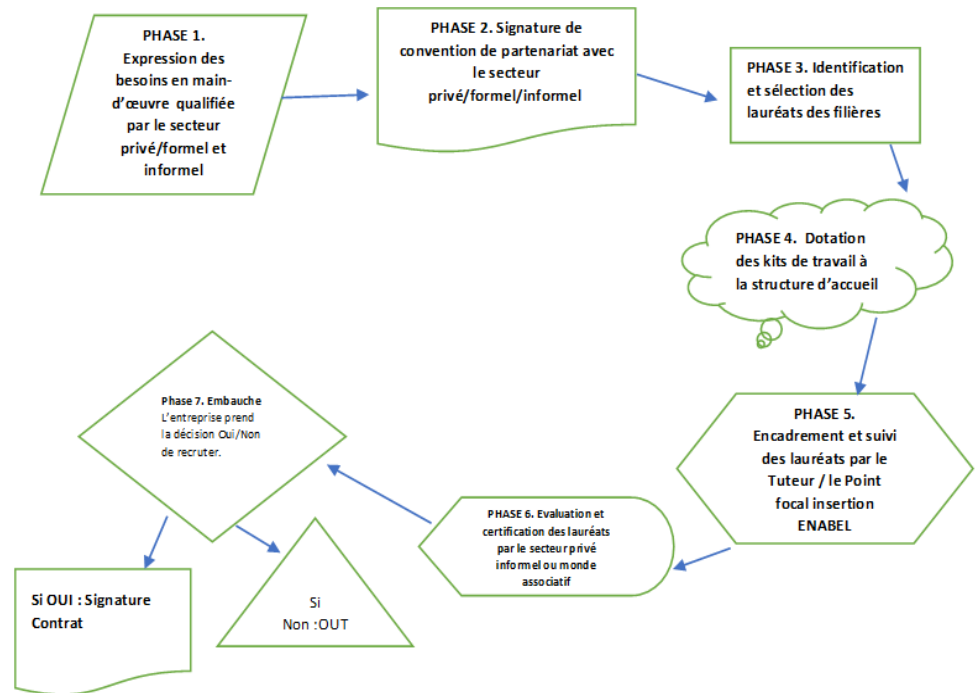 PHASE 1.
Expression des
besoins en main-
d’œuvre qualifiée
par le secteur
privé/formel et
informel
PHASE 2. Signature de
convention de partenariat avec
le secteur
privé/formel/informel
PHASE 3. Identification
et sélection des
lauréats des filières
PHASE 4. Dotation
des kits de travail à
la structure d’accueil
PHASE 5.
Encadrement et suivi
des lauréats par le
Tuteur / le Point
focal insertion
ENABEL
PHASE 6. Evaluation et
certification des lauréats
par le secteur privé
informel ou monde
associatif
Phase 7. Embauche
L’entreprise prend
la décision Oui/Non
de recruter.
Si OUI : Signature
Contrat
Si
Non :OUT